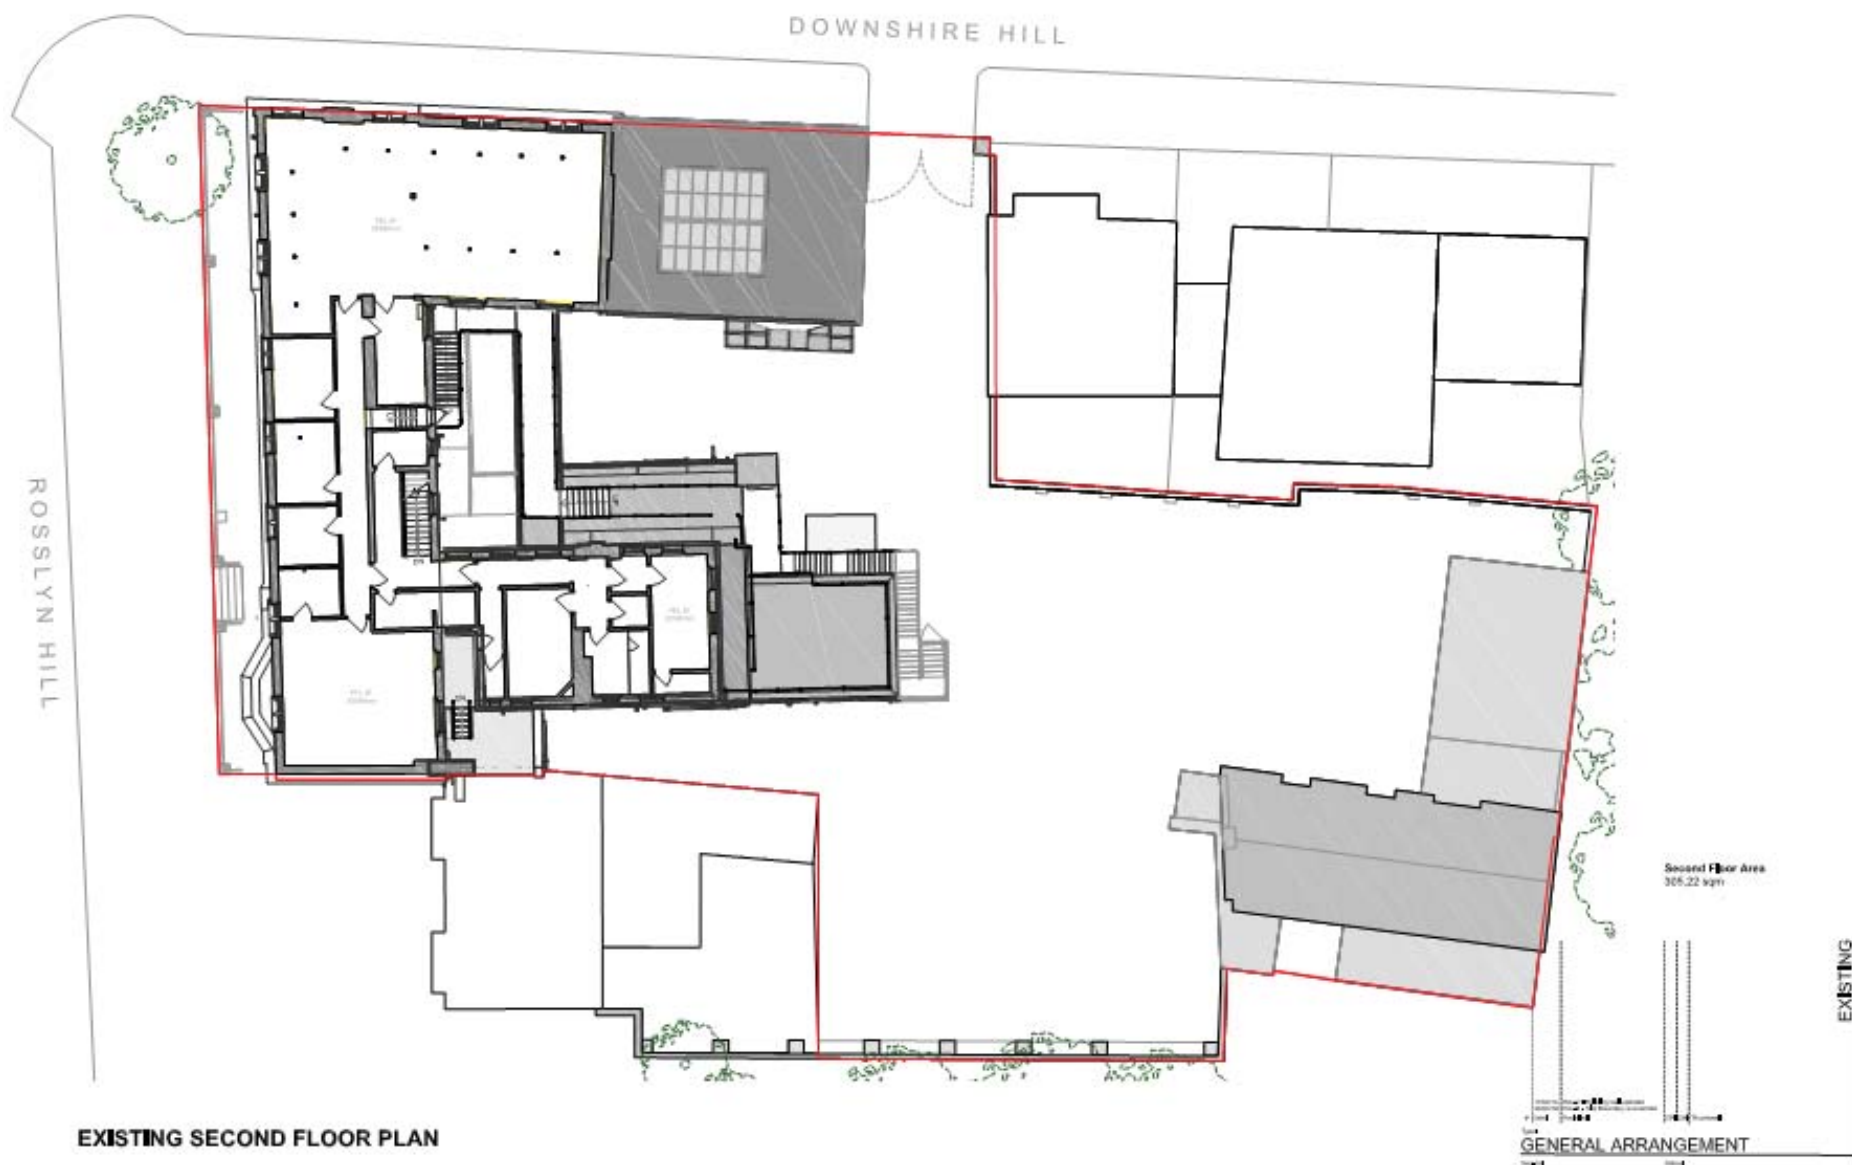 DOWNSHIRE HILL
ROSSLYN HILL
Second Floor Area
305.22 sqm
EXISTING
EXISTING SECOND FLOOR PLAN
GENERAL ARRANGEMENT